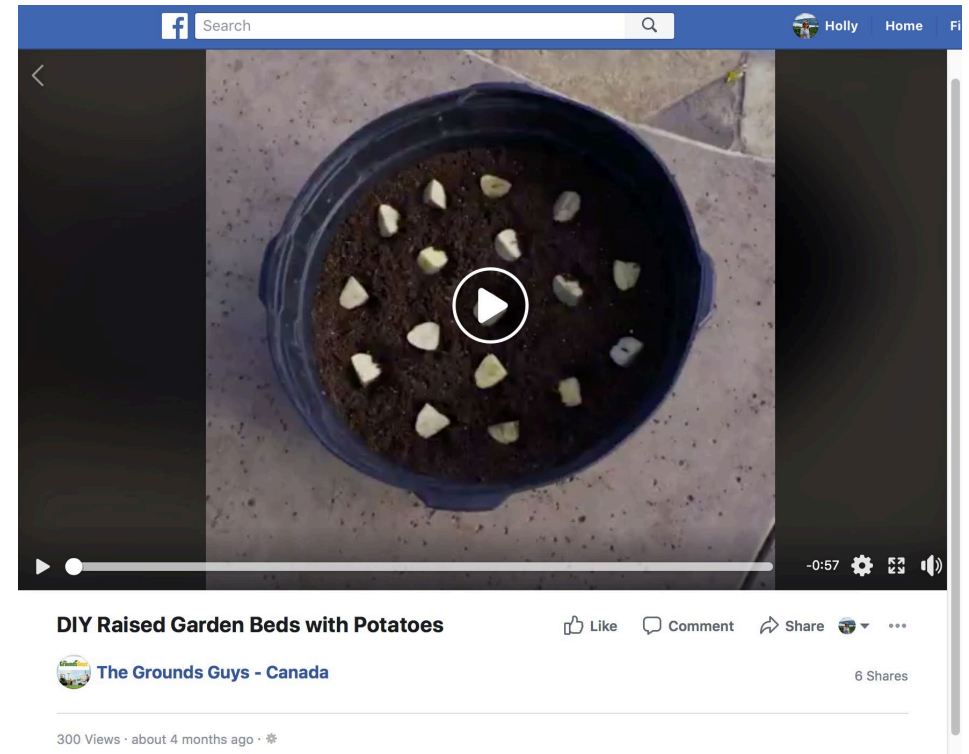 Search
Holly Home Fi
-0:57
DIY Raised Garden Beds with Potatoes
Like Comment Share
The Grounds Guys - Canada
6 Shares
300 Views · about 4 months ago ·